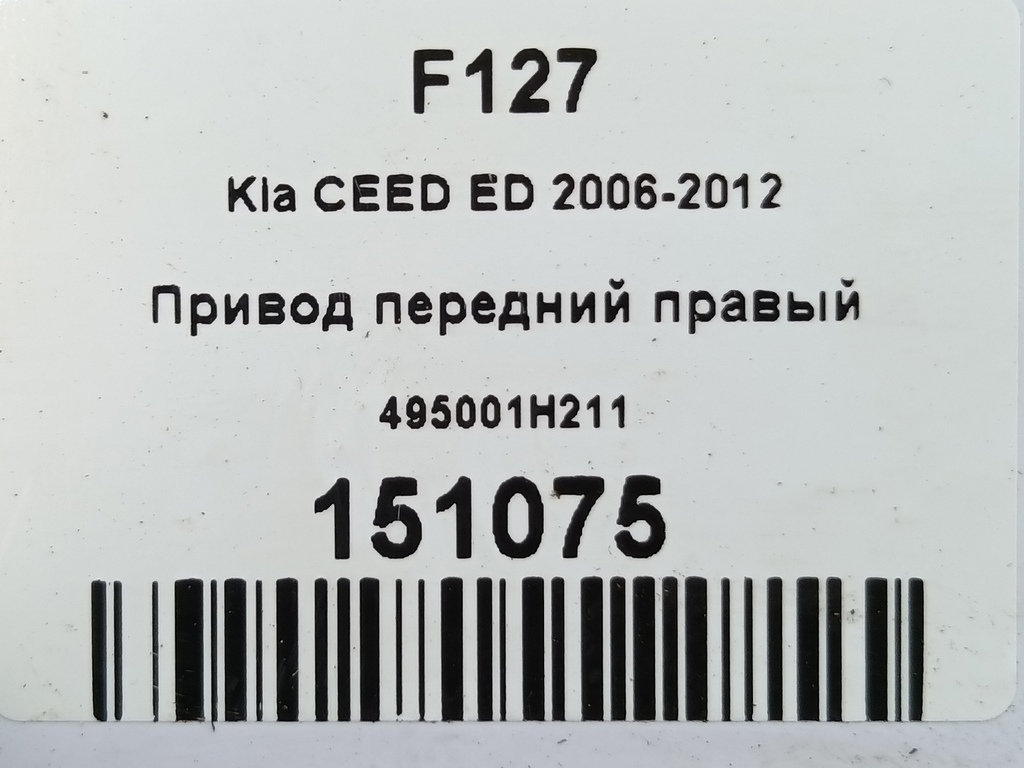 F127
Kia CEED ED 2006-2012
Привод передний правый
495001H211
151075